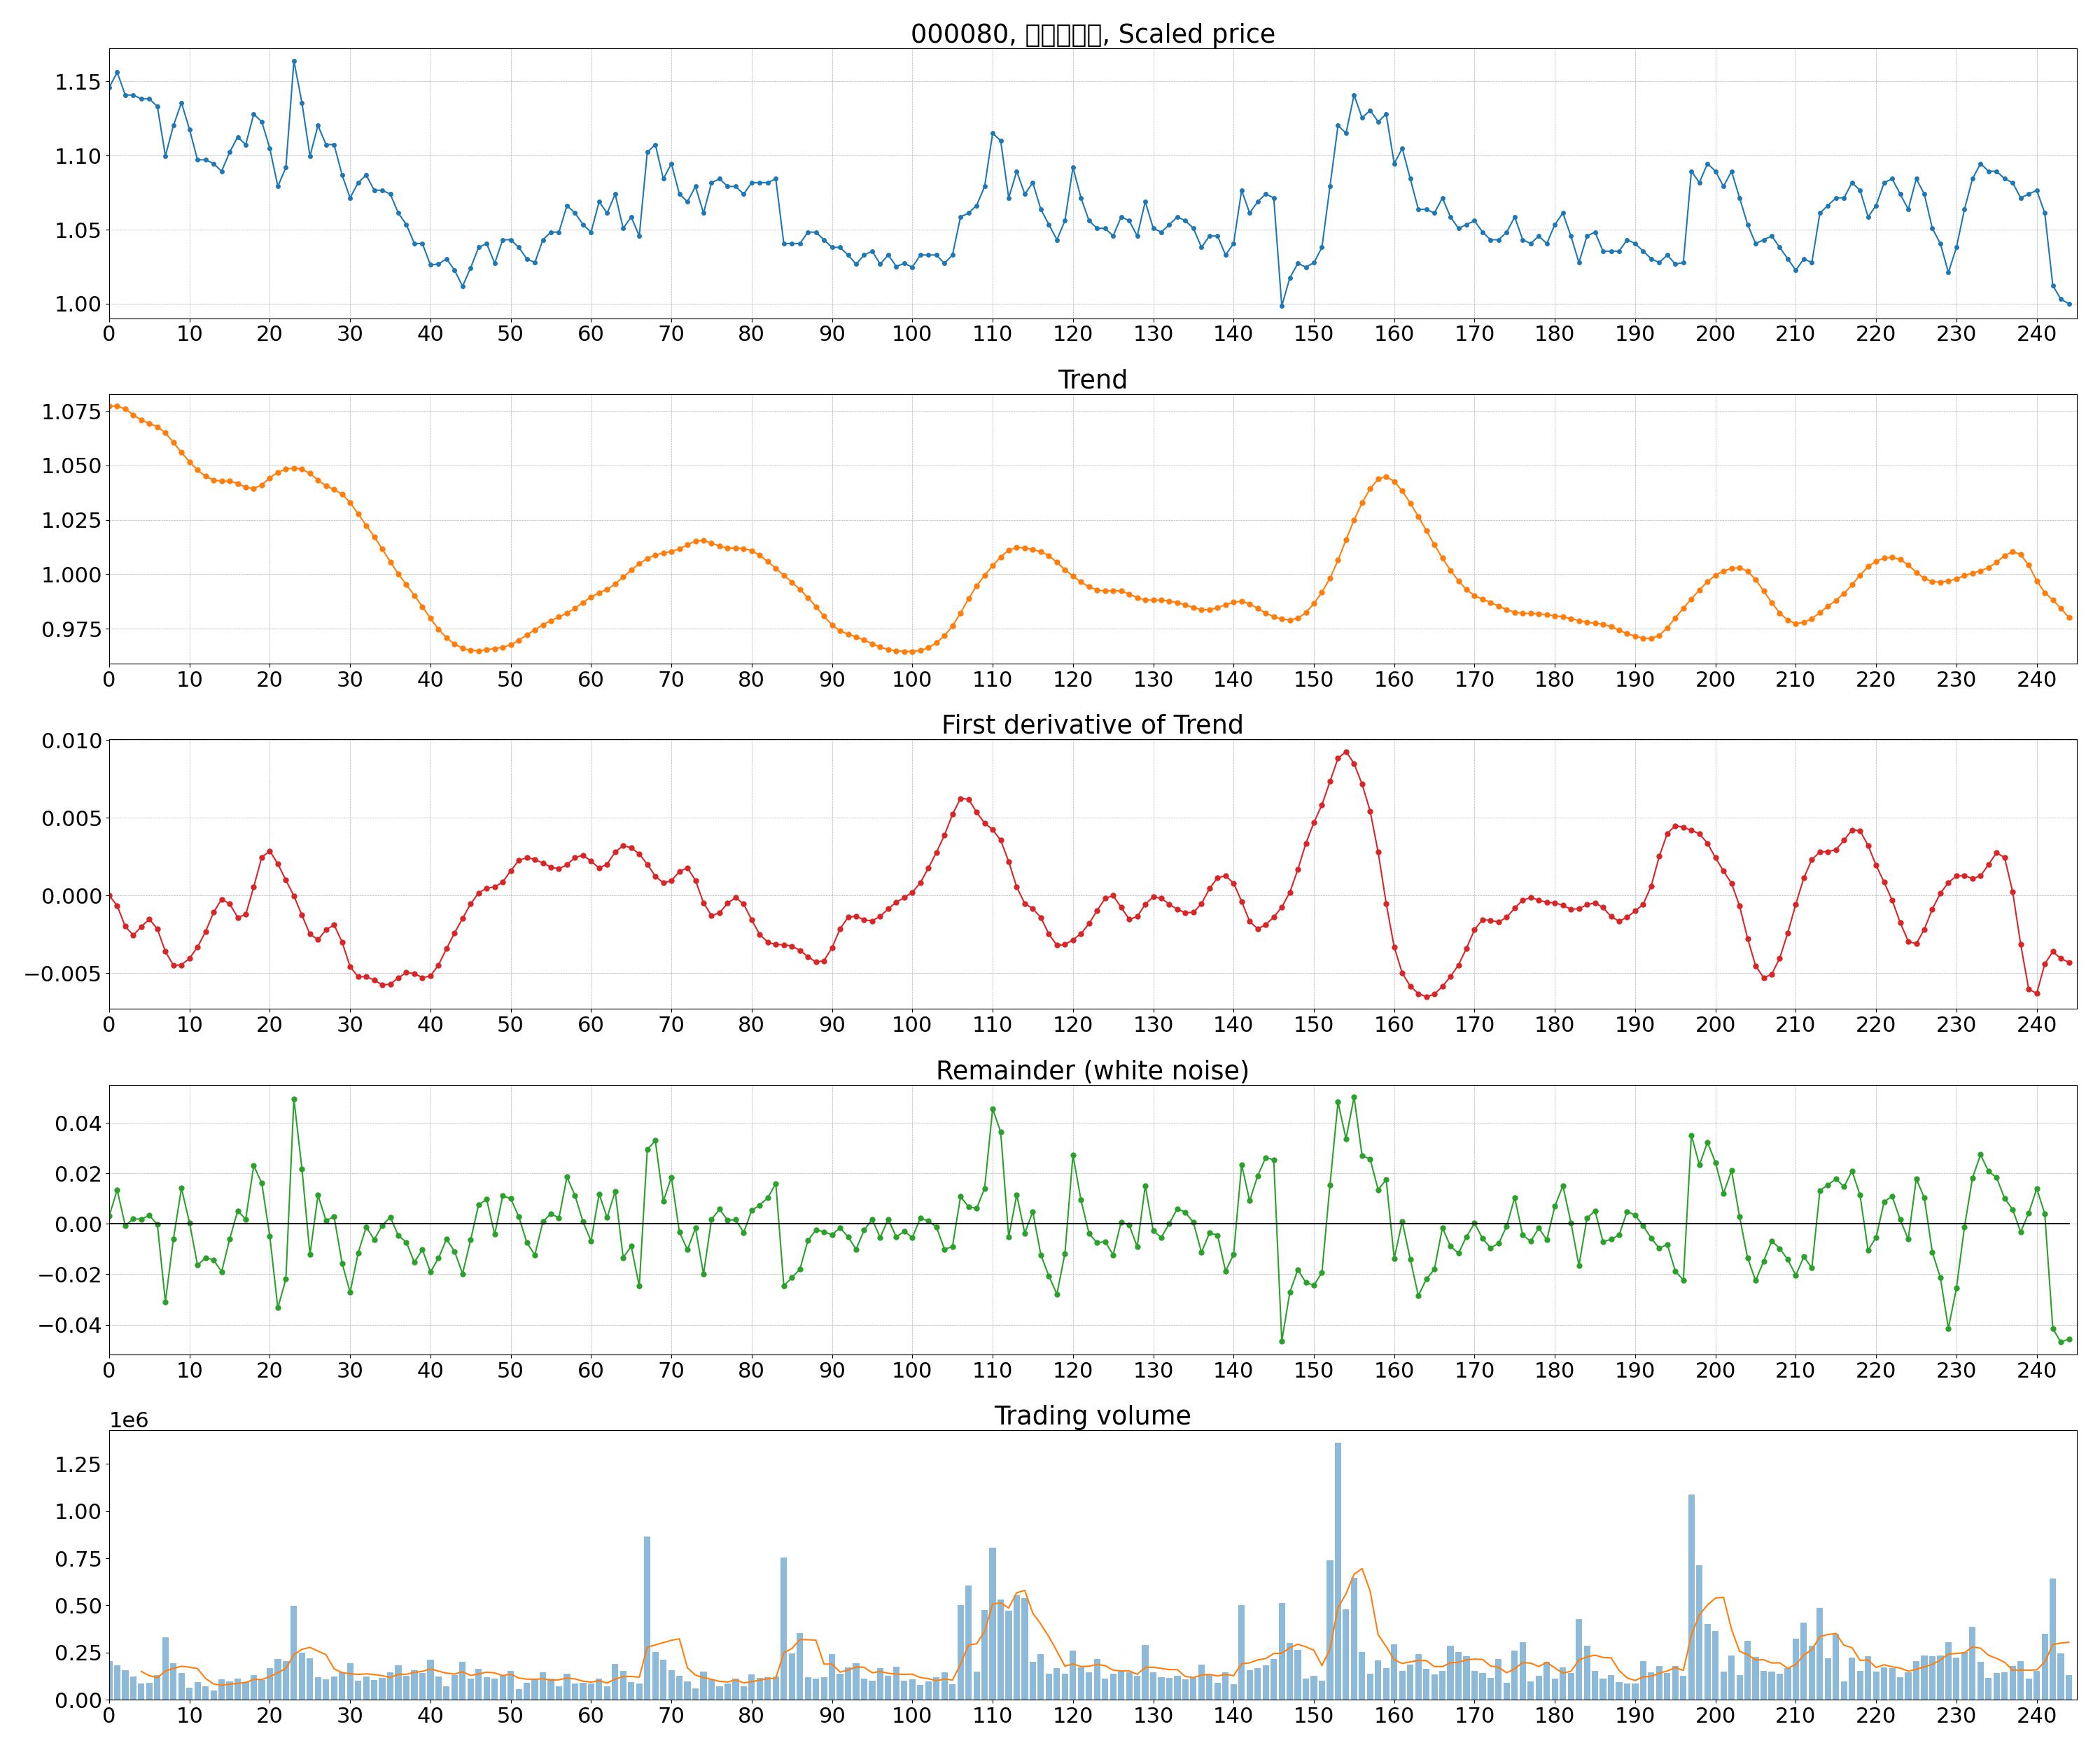 000080, □□□□□, Scaled price
1.15
1.10
1.05
1.00
0 10 20 30 40 50 60 70 80 90 100 110 120 130 140 150 160 170 180 190 200 210 220 230 240
Trend
1.075
1.050
1.025
1.000
0.975
0 10 20 30 40 50 60 70 80 90 100 110 120 130 140 150 160 170 180 190 200 210 220 230 240
First derivative of Trend
0.010
0.005
0.000
−0.005
0 10 20 30 40 50 60 70 80 90 100 110 120 130 140 150 160 170 180 190 200 210 220 230 240
Remainder (white noise)
0.04
0.02
0.00
−0.02
−0.04
0 10 20 30 40 50 60 70 80 90 100 110 120 130 140 150 160 170 180 190 200 210 220 230 240
Trading volume
1e6
1.25
1.00
0.75
0.50
0.25
0.00
0 10 20 30 40 50 60 70 80 90 100 110 120 130 140 150 160 170 180 190 200 210 220 230 240